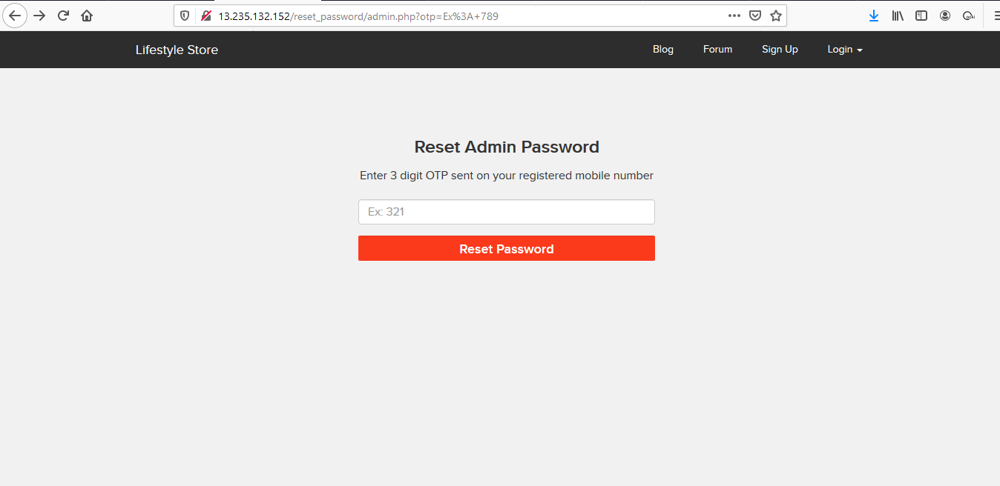 13.235.132.152/reset_password/admin.php?otp=Ex%3A+789
Lifestyle Store Blog Forum Sign Up Login
Reset Admin Password
Enter 3 digit OTP sent on your registered mobile number
Ex: 321
Reset Password